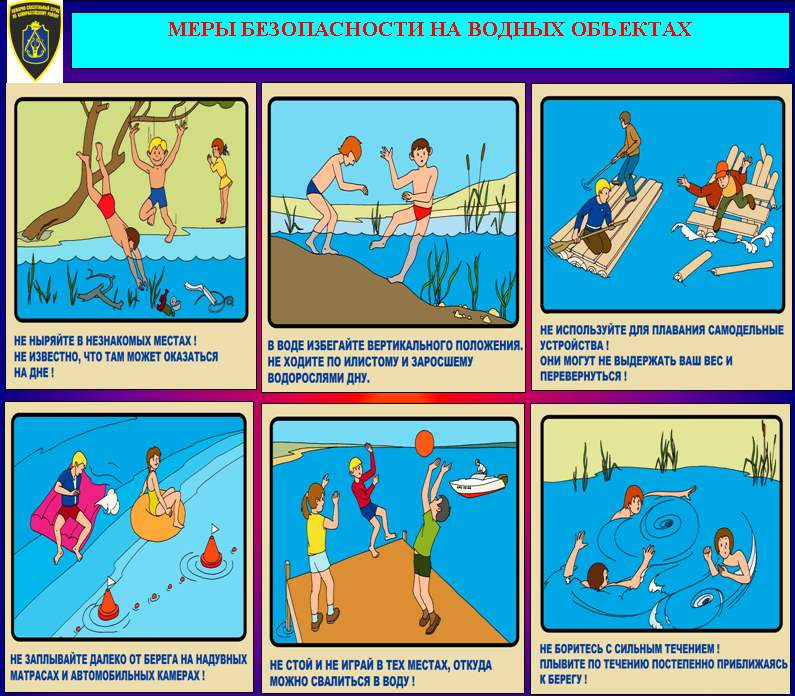 МЕРЫ БЕЗОПАСНОСТИ НА ВОДНЫХ ОБЪЕКТАХ
НЕ НЫРЯЙТЕ В НЕЗНАКОМЫХ МЕСТАХ !
НЕ ИЗВЕСТНО, ЧТО ТАМ МОЖЕТ ОКАЗАТЬСЯ
НА ДНЕ !
В ВОДЕ ИЗБЕГАЙТЕ ВЕРТИКАЛЬНОГО ПОЛОЖЕНИЯ.
НЕ ХОДИТЕ ПО ИЛИСТОМУ И ЗАРОСШЕМУ
ВОДОРОСЛЯМИ ДНУ.
НЕ ИСПОЛЬЗУЙТЕ ДЛЯ ПЛАВАНИЯ САМОДЕЛЬНЫЕ
УСТРОЙСТВА !
ОНИ МОГУТ НЕ ВЫДЕРЖАТЬ ВАШ ВЕС И
ПЕРЕВЕРНУТЬСЯ !
НЕ ЗАПЛЫВАЙТЕ ДАЛЕКО ОТ БЕРЕГА НА НАДУВНЫХ
МАТРАСАХ И АВТОМОБИЛЬНЫХ КАМЕРАХ !
НЕ СТОЙ И НЕ ИГРАЙ В ТЕХ МЕСТАХ, ОТКУДА
МОЖНО СВАЛИТЬСЯ В ВОДУ !
НЕ БОРИТЕСЬ С СИЛЬНЫМ ТЕЧЕНИЕМ !
ПЛЫВИТЕ ПО ТЕЧЕНИЮ ПОСТЕПЕННО ПРИБЛИЖАЯСЬ
К БЕРЕГУ !